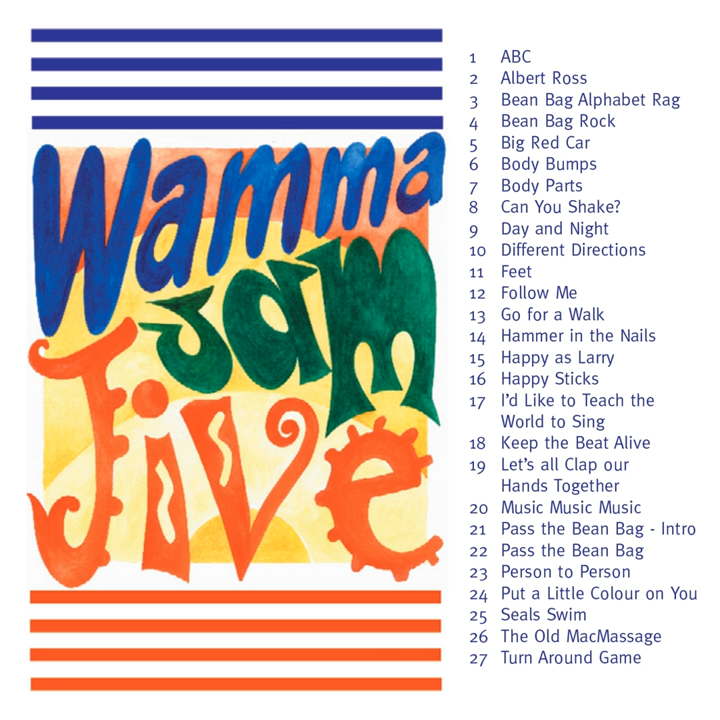 Wamma
Jam
Jive
1 ABC
2 Albert Ross
3 Bean Bag Alphabet Rag
4 Bean Bag Rock
5 Big Red Car
6 Body Bumps
7 Body Parts
8 Can You Shake?
9 Day and Night
10 Different Directions
11 Feet
12 Follow Me
13 Go for a Walk
14 Hammer in the Nails
15 Happy as Larry
16 Happy Sticks
17 I'd Like to Teach the
World to Sing
18 Keep the Beat Alive
19 Let's all Clap our
Hands Together
20 Music Music Music
21 Pass the Bean Bag - Intro
22 Pass the Bean Bag
23 Person to Person
24 Put a Little Colour on You
25 Seals Swim
26 The Old MacMassage
27 Turn Around Game